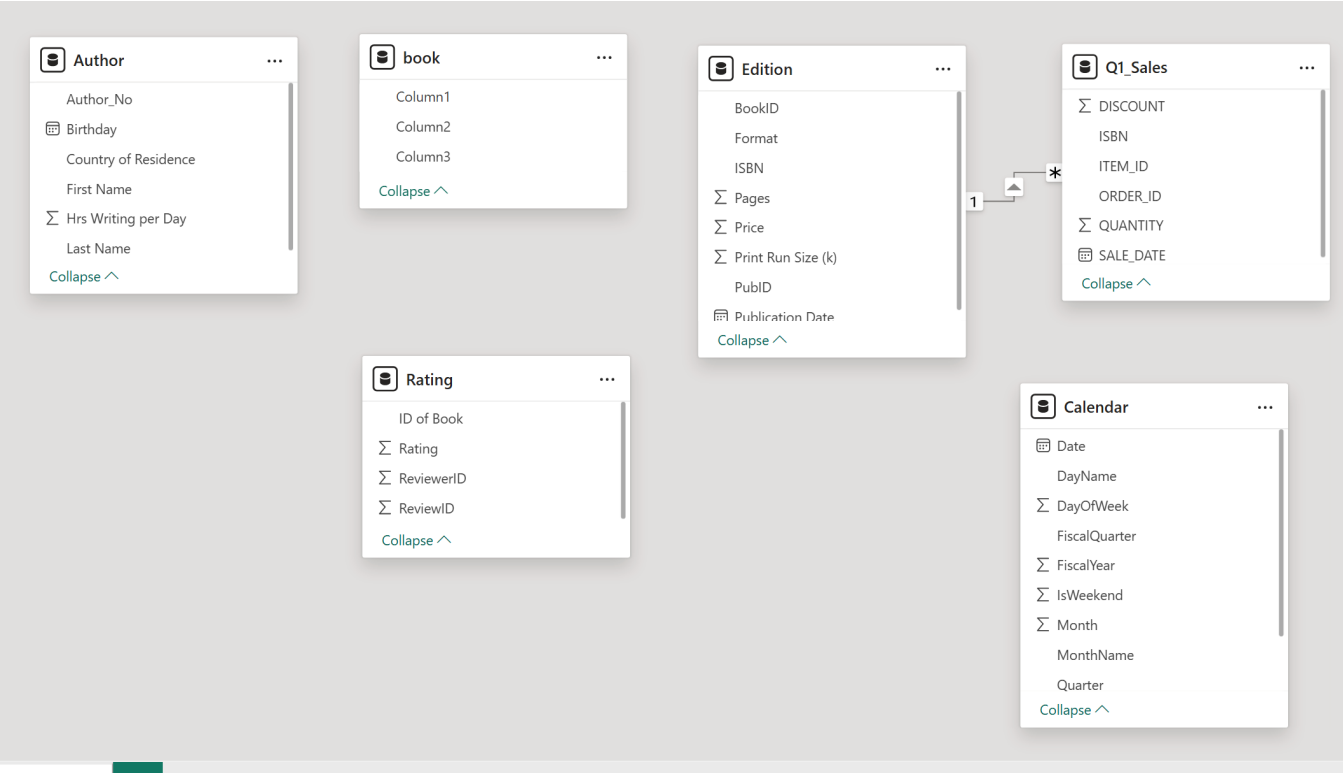 Author
...
Author_No
Birthday
Country of Residence
First Name
Σ Hrs Writing per Day
Last Name
Collapse
book
...
Column1
Column2
Column3
Collapse
Edition
...
BookID
Format
ISBN
Σ Pages
Σ Price
Σ Print Run Size (k)
PubID
Publication Date
Collapse
1
*
Q1_Sales
...
Σ DISCOUNT
ISBN
ITEM_ID
ORDER_ID
Σ QUANTITY
SALE_DATE
Collapse
Rating
...
ID of Book
Σ Rating
Σ ReviewerID
Σ ReviewID
Collapse
Calendar
...
Date
DayName
Σ DayOfWeek
FiscalQuarter
Σ FiscalYear
Σ IsWeekend
Σ Month
MonthName
Quarter
Collapse